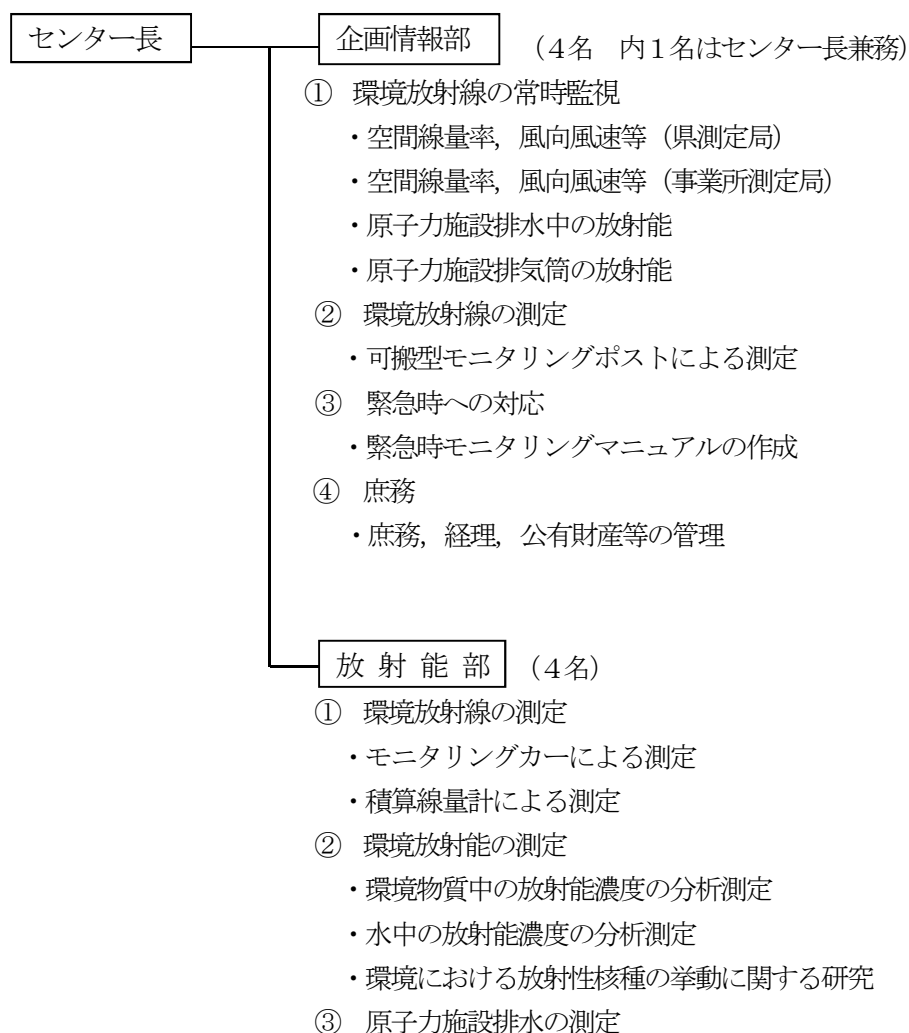 センター長
企画情報部 （４名　内１名はセンター長兼務）
① 環境放射線の常時監視
・空間線量率，風向風速等（県測定局）
・空間線量率，風向風速等（事業所測定局）
・原子力施設排水中の放射能
・原子力施設排気筒の放射能
② 環境放射線の測定
・可搬型モニタリングポストによる測定
③ 緊急時への対応
・緊急時モニタリングマニュアルの作成
④ 庶務
・庶務，経理，公有財産等の管理
放 射 能 部 （４名）
① 環境放射線の測定
・モニタリングカーによる測定
・積算線量計による測定
② 環境放射能の測定
・環境物質中の放射能濃度の分析測定
・水中の放射能濃度の分析測定
・環境における放射性核種の挙動に関する研究
③ 原子力施設排水の測定